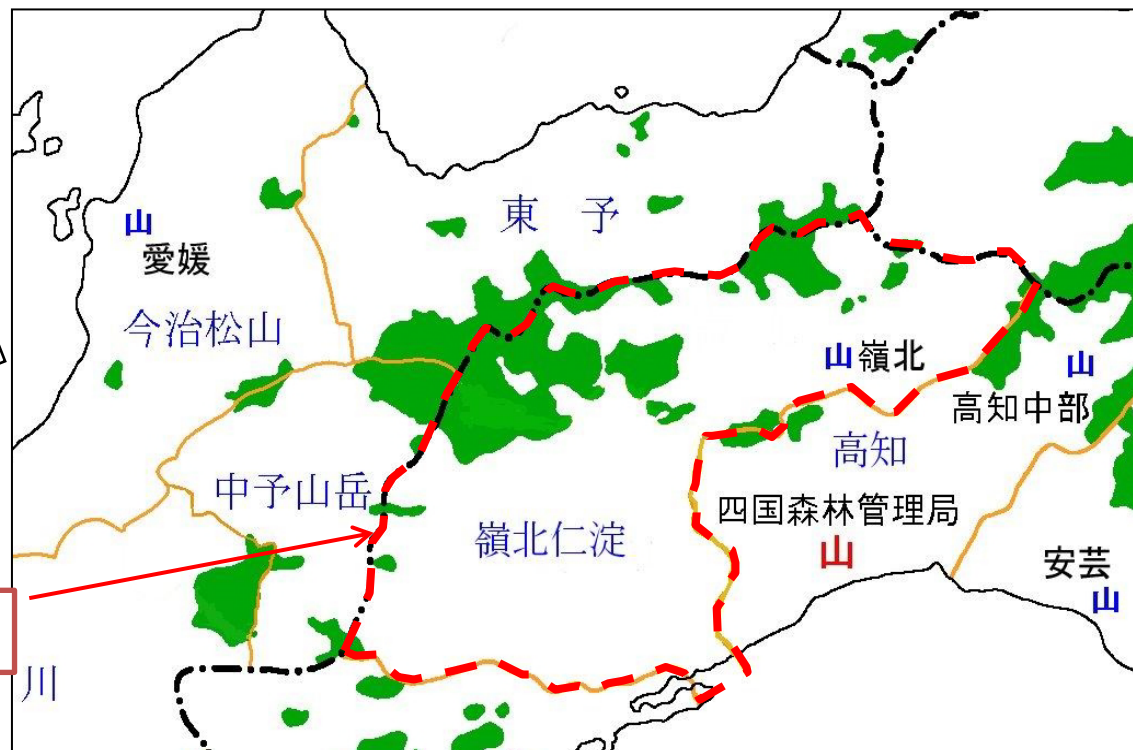 東 予
山
愛媛
今治松山
山嶺北
山
高知中部
高知
中予山岳
四国森林管理局
山
嶺北仁淀
安芸
山
川